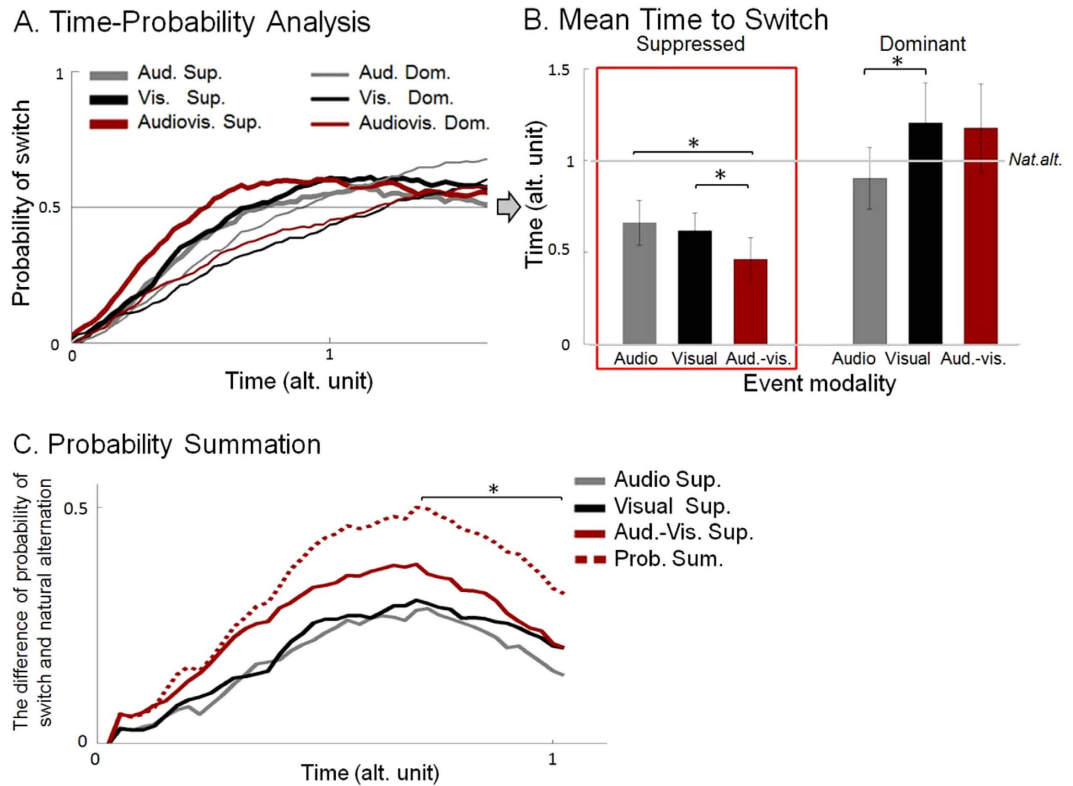 A. Time-Probability Analysis
Probability of switch
1
0.5
0
Aud. Sup.
Vis. Sup.
Audiovis. Sup.
Aud. Dom.
Vis. Dom.
Audiovis. Dom.
0
1
Time (alt. unit)
B. Mean Time to Switch
Suppressed
Dominant
Time (alt. unit)
1.5
1
0.5
0
*
*
*
Nat.alt.
Audio
Visual
Aud.-vis.
Audio
Visual
Aud.-vis.
Event modality
C. Probability Summation
The difference of probability of
switch and natural alternation
0.5
0
*
Audio Sup.
Visual Sup.
Aud.-Vis. Sup.
Prob. Sum.
0
1
Time (alt. unit)